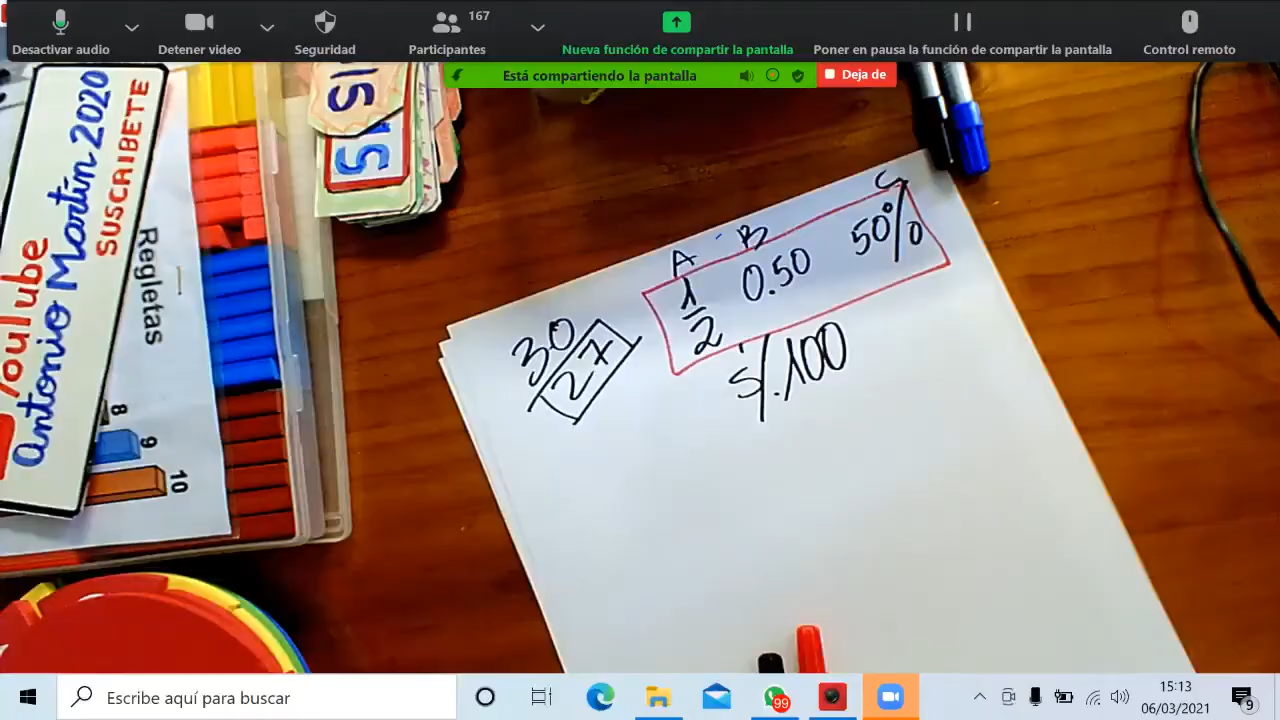 167
Desactivar audio
Detener video
Seguridad
Participantes
Nueva función de compartir la pantalla
Poner en pausa la función de compartir la pantalla
Control remoto
Está compartiendo la pantalla
Deja de
YouTube
Antonio Martín 2020
SUSCRIBETE
Regletas
8
9
10
15
15
A B C
1/2 0.50 50%
30/27
S/.100
Escribe aquí para buscar
99
15:13
06/03/2021
9